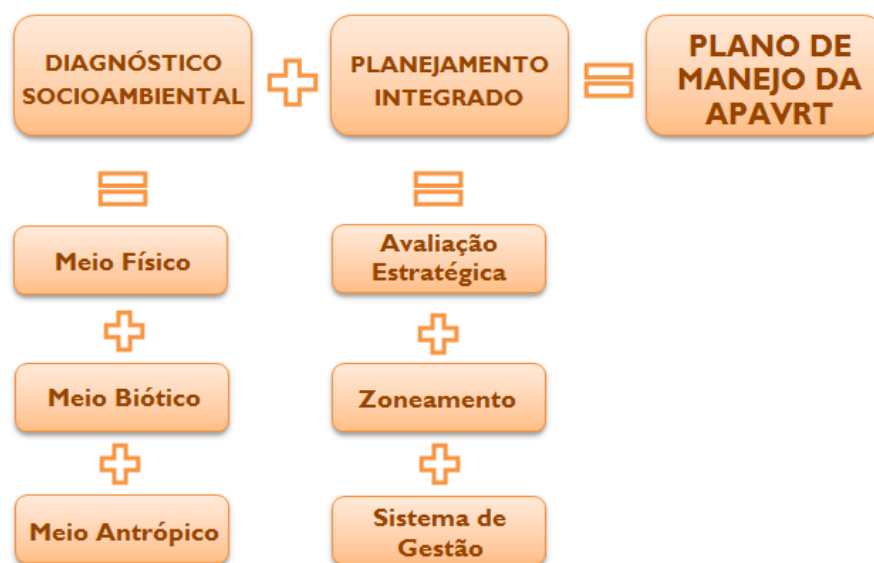 DIAGNÓSTICO
SOCIOAMBIENTAL
PLANEJAMENTO
INTEGRADO
PLANO DE
MANEJO DA
APAVRT
Meio Físico
Meio Biótico
Meio Antrópico
Avaliação
Estratégica
Zoneamento
Sistema de
Gestão